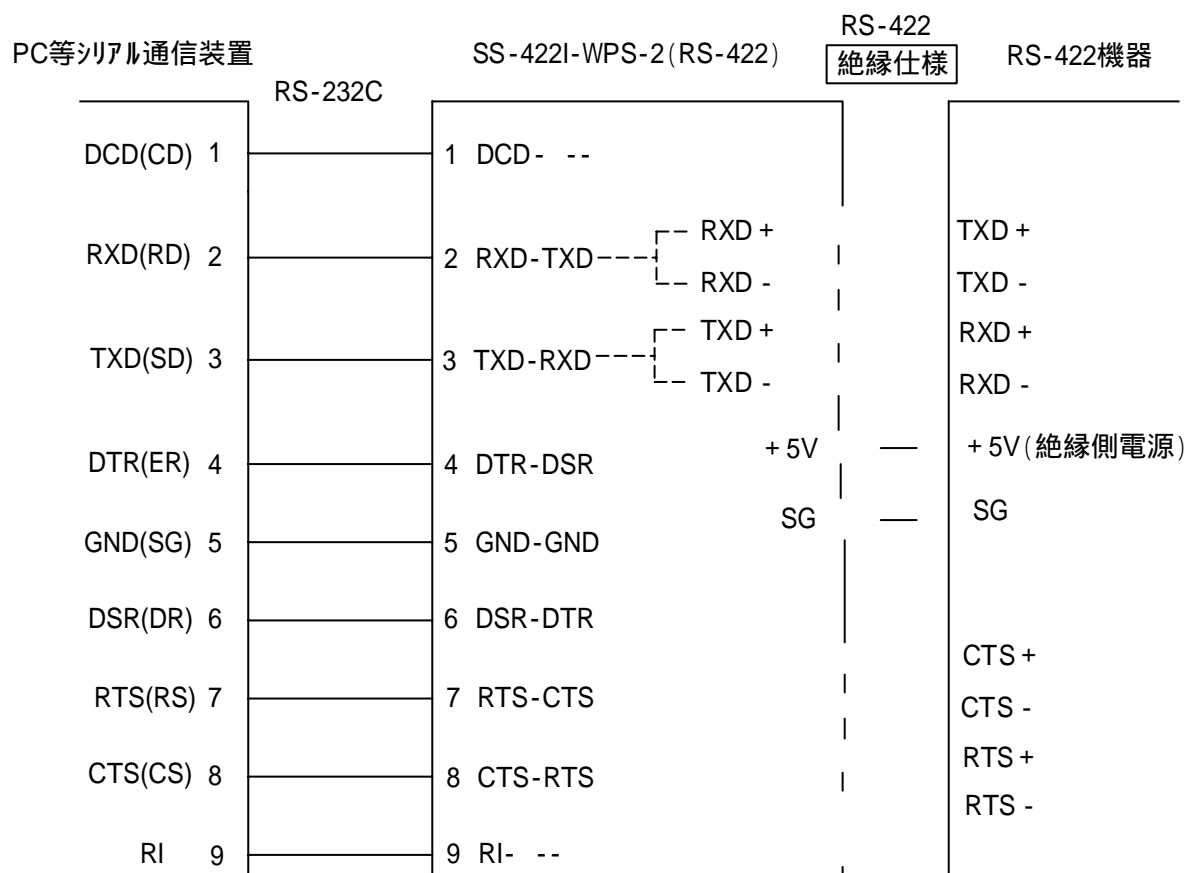 RS-422
PC等ｼﾘｱﾙ通信装置 SS-422I-WPS-2(RS-422) 絶縁仕様 RS-422機器
RS-232C
DCD(CD) 1 1 DCD- --
RXD + TXD +
RXD(RD) 2 2 RXD-TXD
RXD - TXD -
TXD + RXD +
TXD(SD) 3 3 TXD-RXD
TXD - RXD -
+5V +5V(絶縁側電源)
DTR(ER) 4 4 DTR-DSR
SG SG
GND(SG) 5 5 GND-GND
DSR(DR) 6 6 DSR-DTR
CTS +
RTS(RS) 7 7 RTS-CTS
CTS -
RTS +
CTS(CS) 8 8 CTS-RTS
RTS -
RI 9 9 RI- --